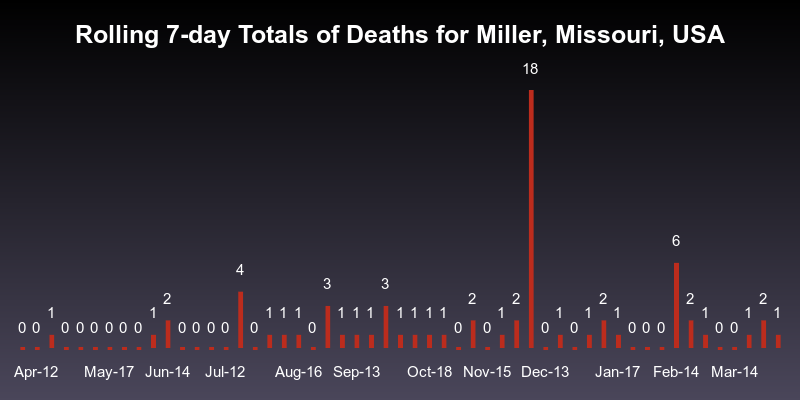 Rolling 7-day Totals of Deaths for Miller, Missouri, USA
18
6
4
3 3
2 2 2 2 2 2
1 1 1 1 1 1 1 1 1 1 1 1 1 1 1 1 1 1 1 1
0 0 0 0 0 0 0 0 0 0 0 0 0 0 0 0 0 0 0 0 0 0 0
Apr-12 May-17 Jun-14 Jul-12 Aug-16 Sep-13 Oct-18 Nov-15 Dec-13 Jan-17 Feb-14 Mar-14